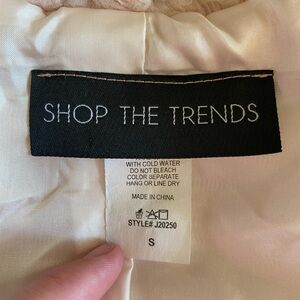 SHOP THE TRENDS
WITH COLD WATER
DO NOT BLEACH
COLOR SEPARATE
HANG OR LINE DRY
MADE IN CHINA
STYLE# J20250
S